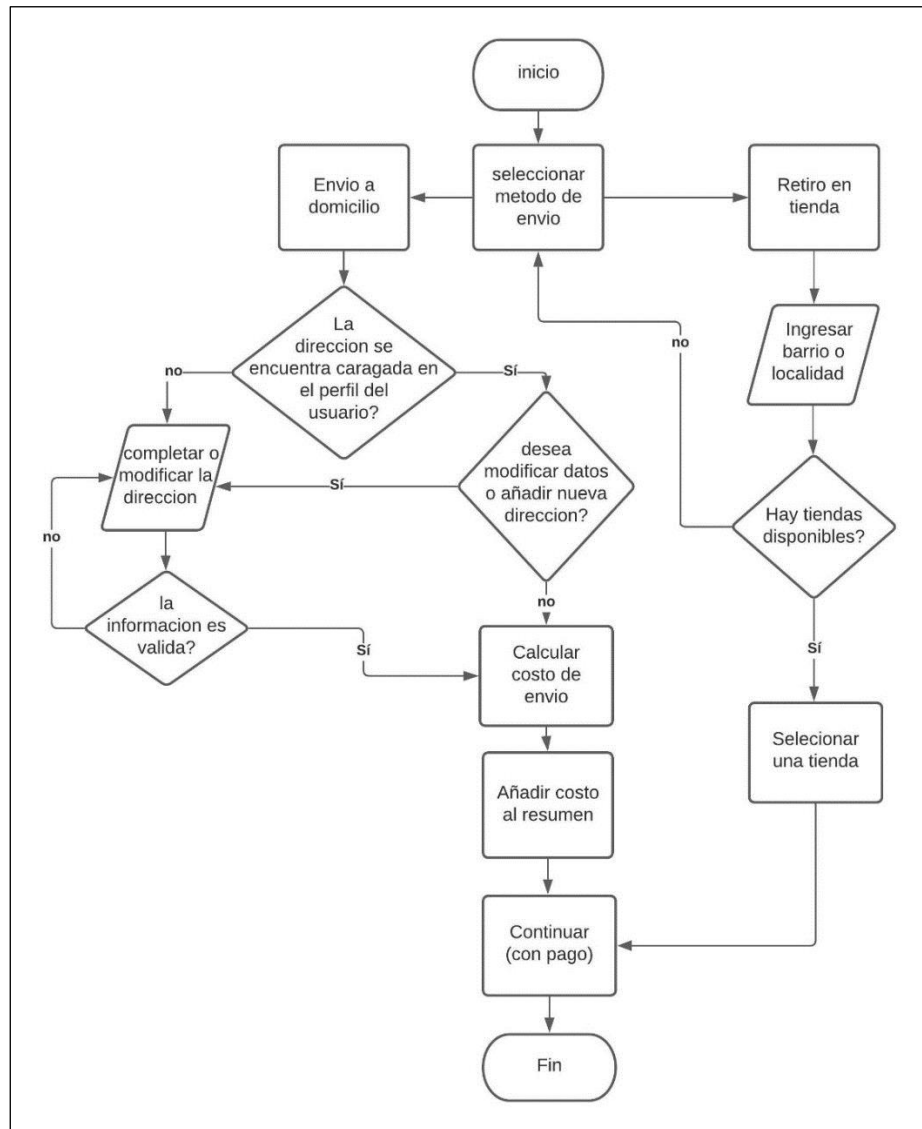 inicio
Envio a
domicilio
seleccionar
metodo de
envio
Retiro en
tienda
La
direccion se
encuentra caragada en
el perfil del
usuario?
no
Sí
Ingresar
barrio o
localidad
no
completar o
modificar la
direccion
Sí
desea
modificar datos
o añadir nueva
direccion?
Hay tiendas
disponibles?
no
la
informacion es
valida?
Sí
no
Sí
Calcular
costo de
envio
Selecionar
una tienda
Añadir costo
al resumen
Continuar
(con pago)
Fin